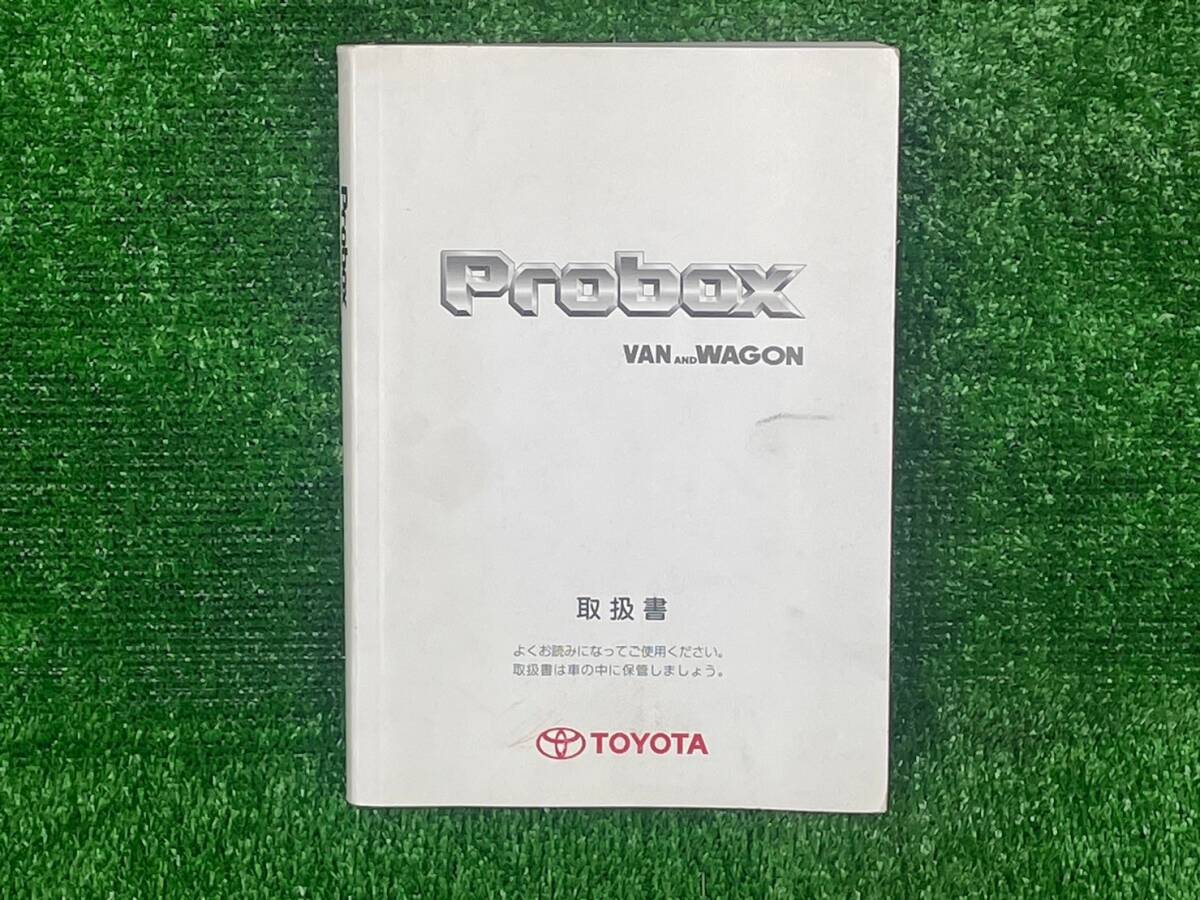 Probox
Probox
VAN AND WAGON
取扱書
よくお読みになってご使用ください。
取扱書は車の中に保管しましょう。
TOYOTA